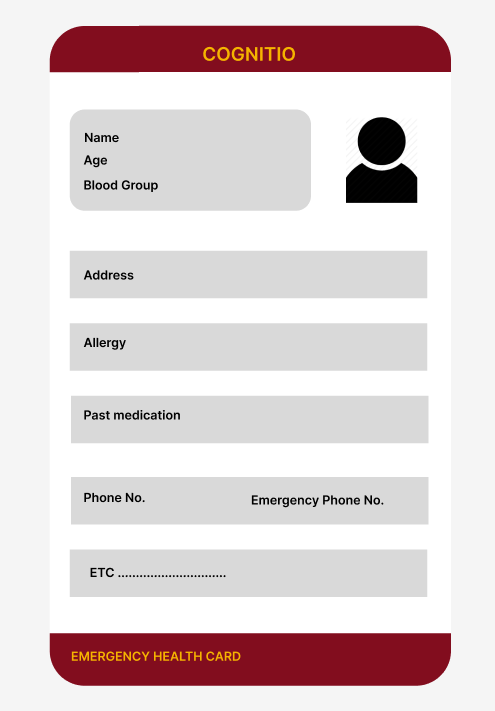 COGNITIO
Name
Age
Blood Group
Address
Allergy
Past medication
Phone No.
Emergency Phone No.
ETC ..............................
EMERGENCY HEALTH CARD